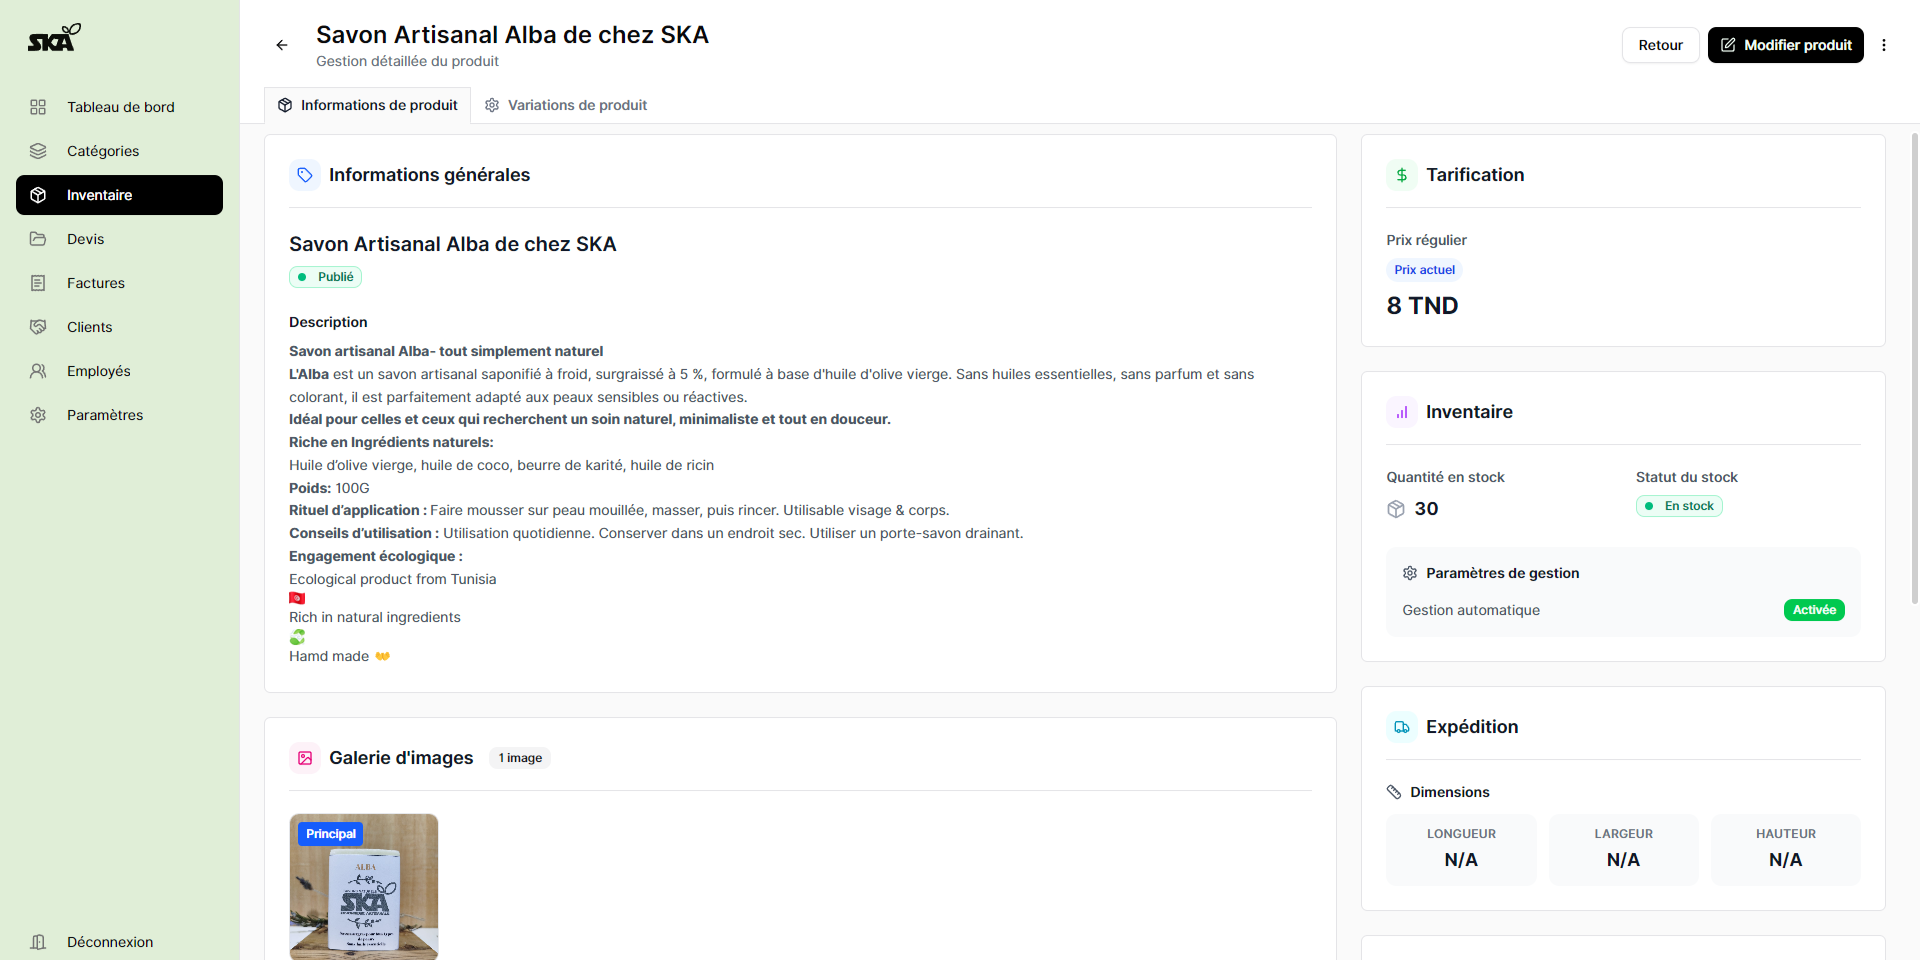 SKA
Tableau de bord
Catégories
Inventaire
Devis
Factures
Clients
Employés
Paramètres
Déconnexion
Savon Artisanal Alba de chez SKA
Gestion détaillée du produit
Retour
Modifier produit
Informations de produit
Variations de produit
Informations générales
Savon Artisanal Alba de chez SKA
Publié
Description
Savon artisanal Alba- tout simplement naturel
L'Alba est un savon artisanal saponifié à froid, surgraissé à 5 %, formulé à base d'huile d'olive vierge. Sans huiles essentielles, sans parfum et sans
colorant, il est parfaitement adapté aux peaux sensibles ou réactives.
Idéal pour celles et ceux qui recherchent un soin naturel, minimaliste et tout en douceur.
Riche en Ingrédients naturels:
Huile d’olive vierge, huile de coco, beurre de karité, huile de ricin
Poids: 100G
Rituel d’application : Faire mousser sur peau mouillée, masser, puis rincer. Utilisable visage & corps.
Conseils d’utilisation : Utilisation quotidienne. Conserver dans un endroit sec. Utiliser un porte-savon drainant.
Engagement écologique :
Ecological product from Tunisia
🇹🇳
Rich in natural ingredients
Hamd made 👐
Galerie d'images
1 image
Principal
ALBA
SKA
Tarification
Prix régulier
Prix actuel
8 TND
Inventaire
Quantité en stock
30
Statut du stock
En stock
Paramètres de gestion
Gestion automatique
Activée
Expédition
Dimensions
LONGUEUR
N/A
LARGEUR
N/A
HAUTEUR
N/A